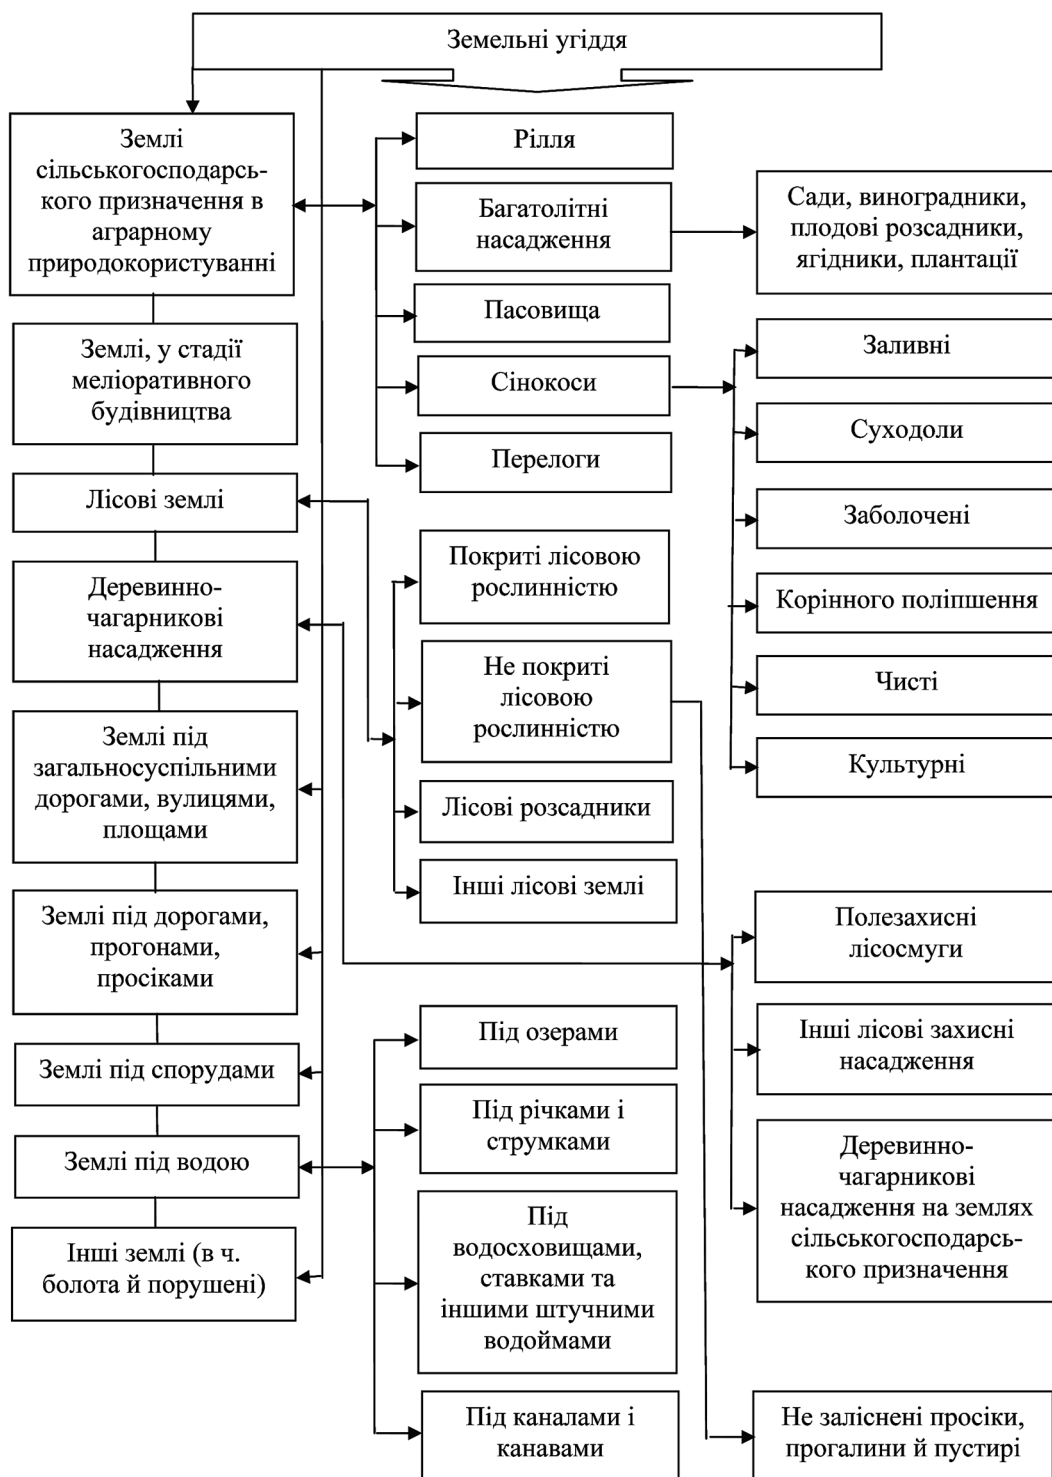 Земельні угіддя
Землі
сільськогосподарсь-
кого призначення в
аграрному
природокористуванні
Землі, у стадії
меліоративного
будівництва
Лісові землі
Деревинно-
чагарникові
насадження
Землі під
загальносуспільними
дорогами, вулицями,
площами
Землі під дорогами,
прогонами,
просіками
Землі під спорудами
Землі під водою
Інші землі (в ч.
болота й порушені)
Рілля
Багатолітні
насадження
Пасовища
Сінокоси
Перелоги
Покриті лісовою
рослинністю
Не покриті
лісовою
рослинністю
Лісові розсадники
Інші лісові землі
Під озерами
Під річками і
струмками
Під
водосховищами,
ставками та
іншими штучними
водоймами
Під каналами і
канавами
Сади, виноградники,
плодові розсадники,
ягідники, плантації
Заливні
Суходоли
Заболочені
Корінного поліпшення
Чисті
Культурні
Полезахисні
лісосмуги
Інші лісові захисні
насадження
Деревинно-
чагарникові
насадження на землях
сільськогосподарсь-
кого призначення
Не заліснені просіки,
прогалини й пустирі